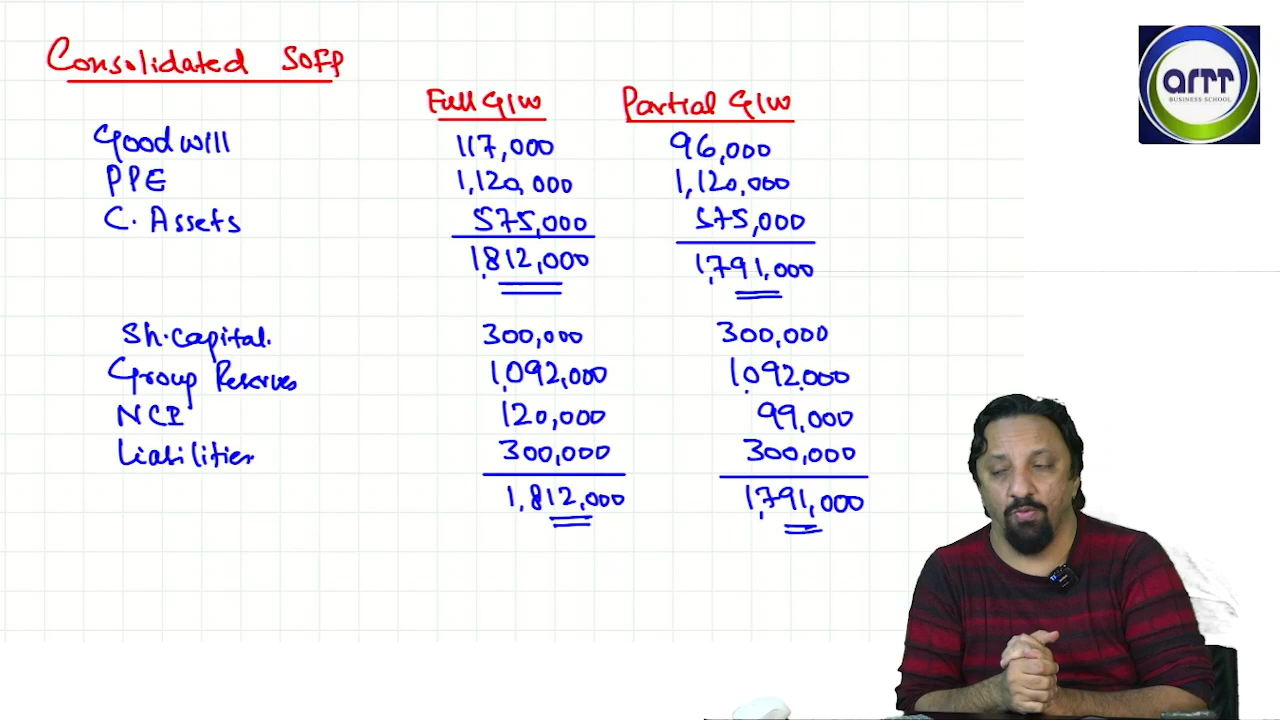 Consolidated SOFP
Full G/W Partial G/W
Goodwill 117,000 96,000
PPE 1,120,000 1,120,000
C. Assets 575,000 575,000
1,812,000 1,791,000
Sh. Capital. 300,000 300,000
Group Reserves 1,092,000 1,092,000
NCI 120,000 99,000
Liabilities 300,000 300,000
1,812,000 1,791,000
artt
BUSINESS SCHOOL